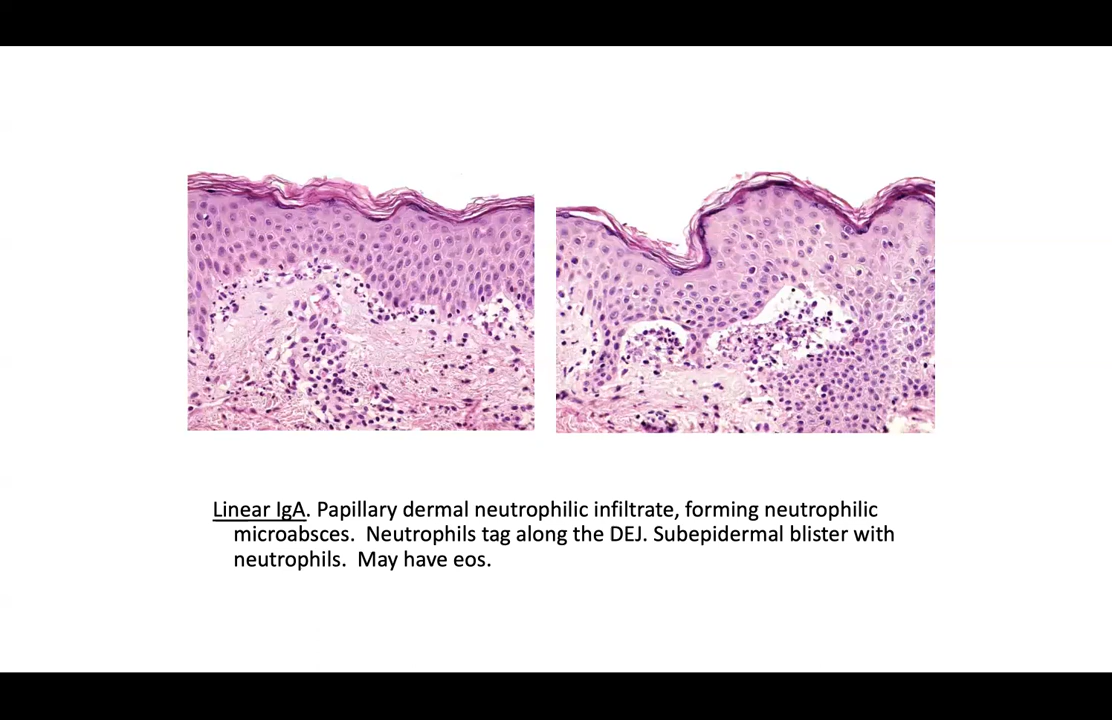 Linear IgA. Papillary dermal neutrophilic infiltrate, forming neutrophilic
microabsces.  Neutrophils tag along the DEJ. Subepidermal blister with
neutrophils.  May have eos.